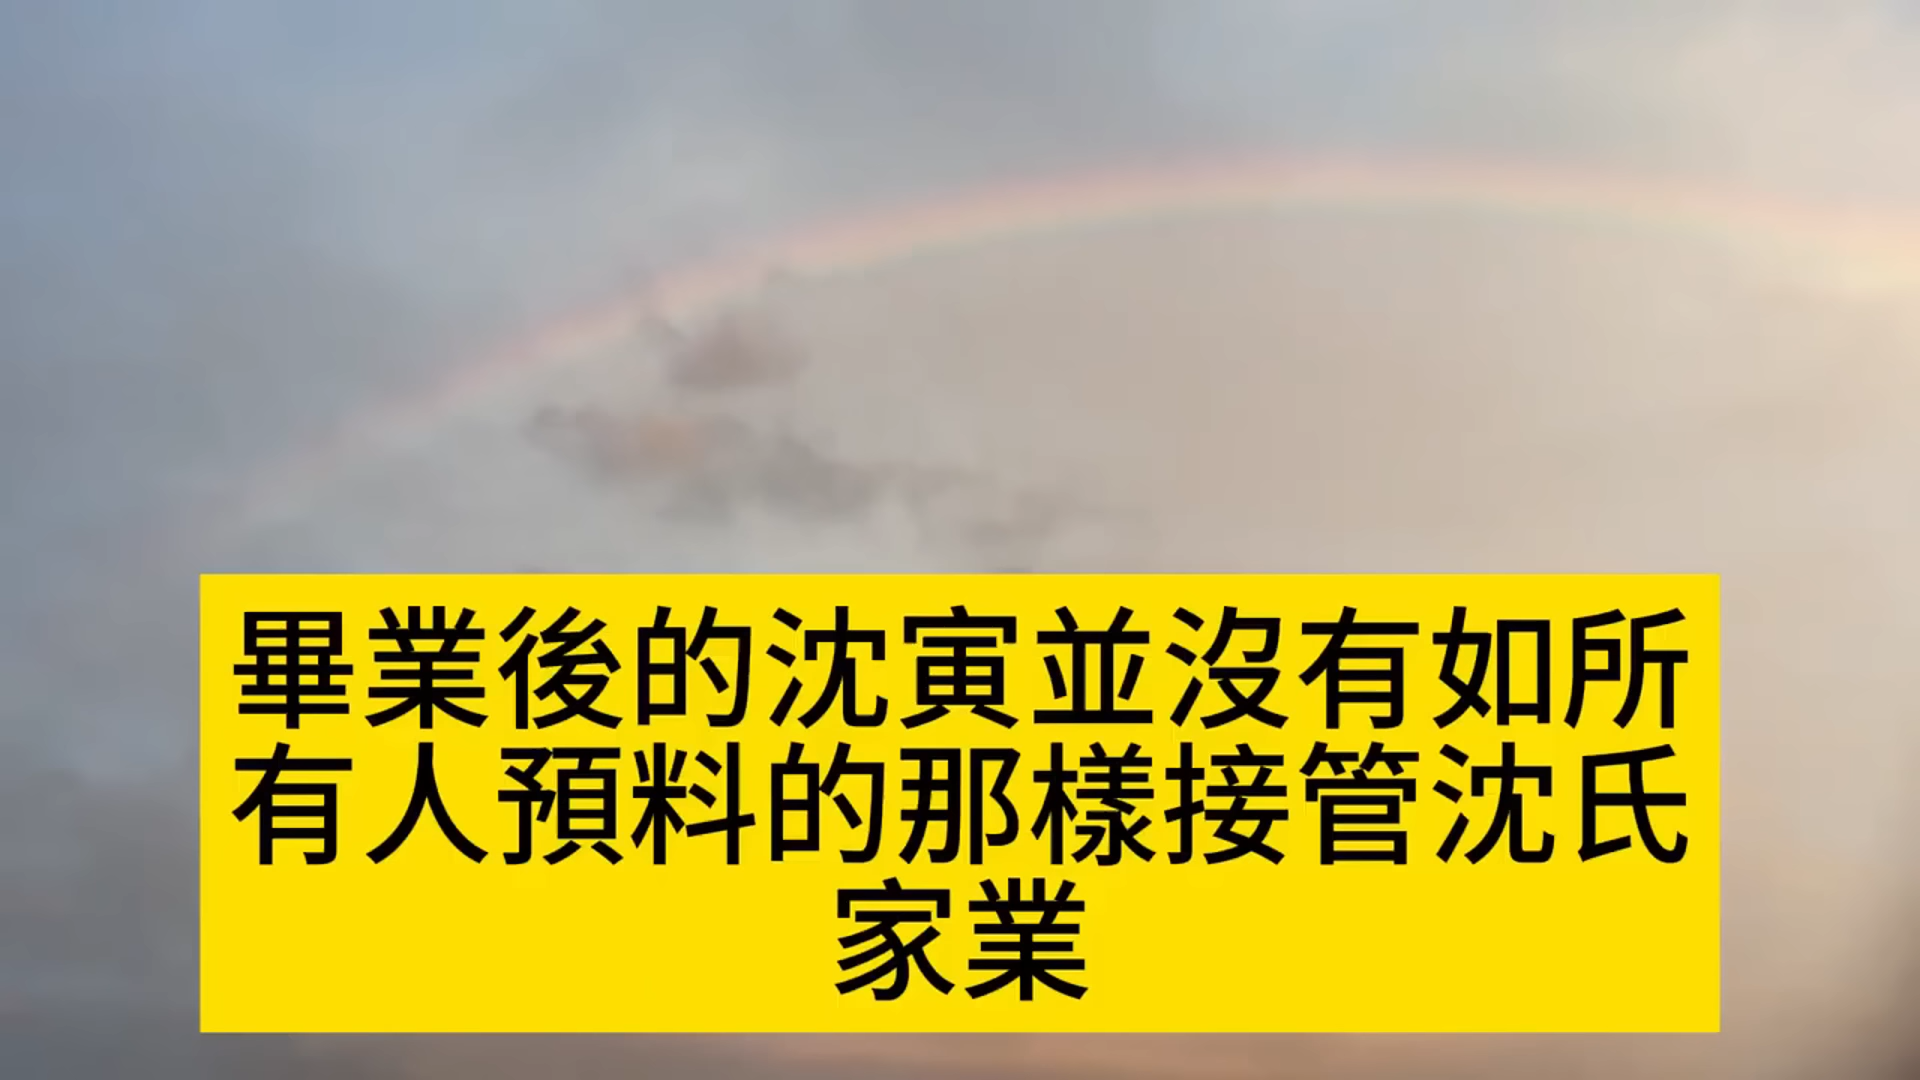 畢業後的沈寅並沒有如所
有人預料的那樣接管沈氏
家業